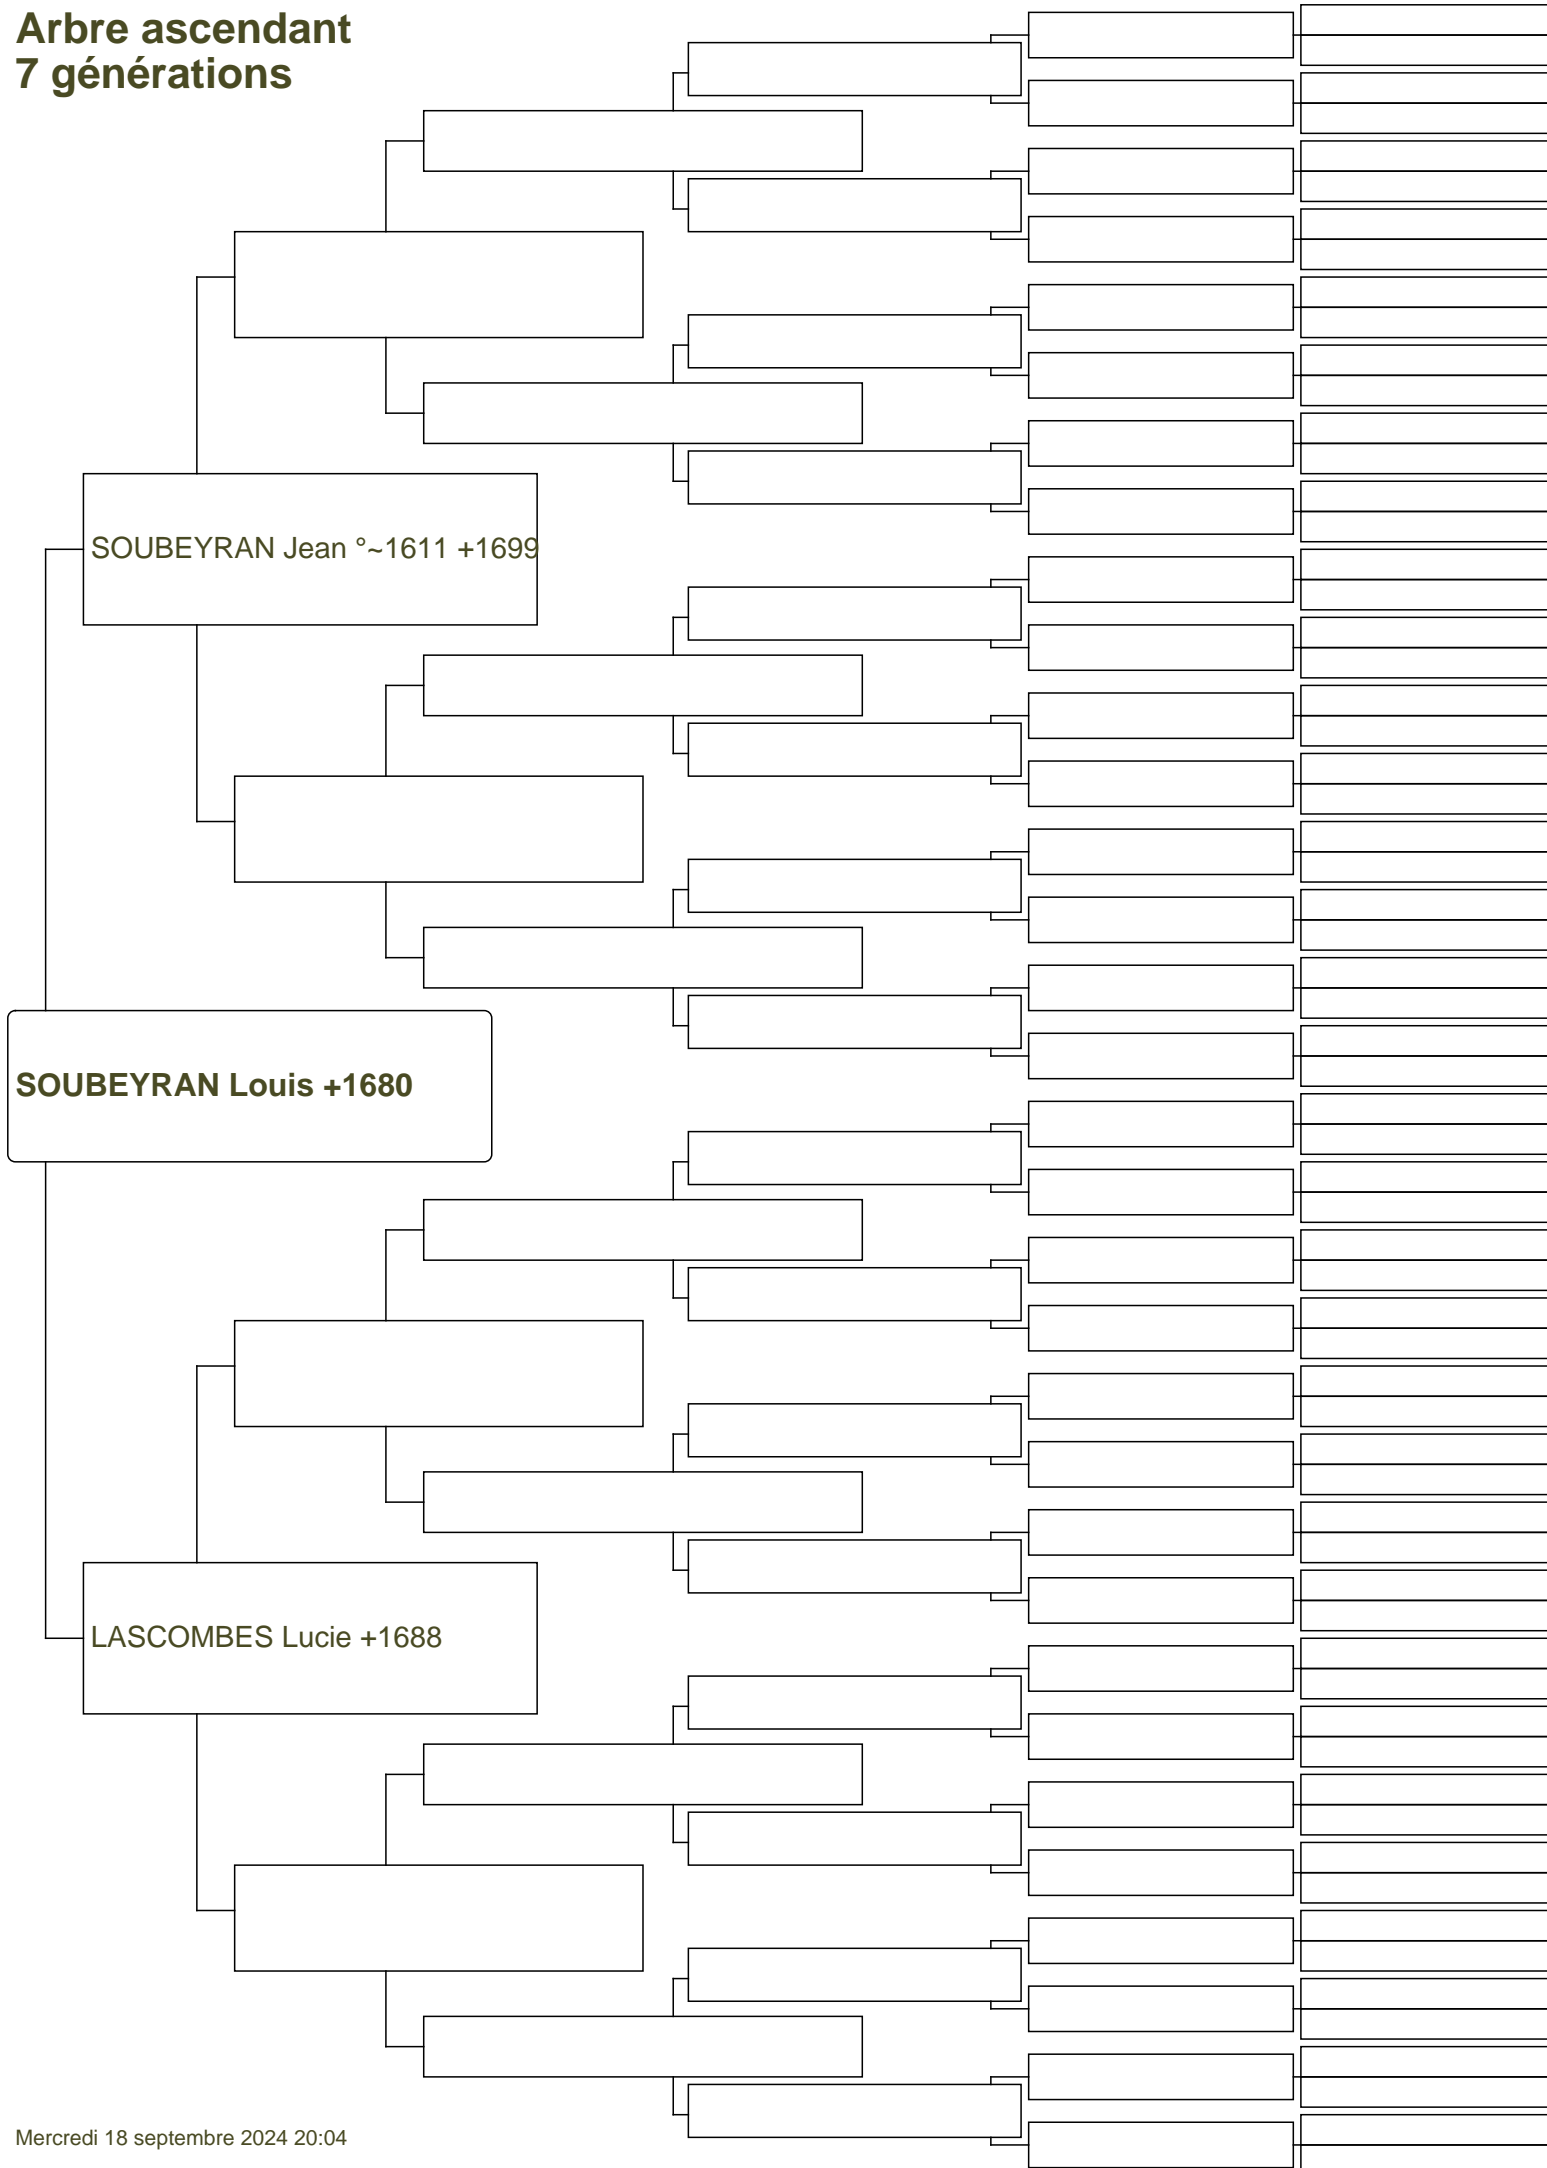 Arbre ascendant
7 générations
SOUBEYRAN Jean °~1611 +1699
SOUBEYRAN Louis +1680
LASCOMBES Lucie +1688
Mercredi 18 septembre 2024 20:04